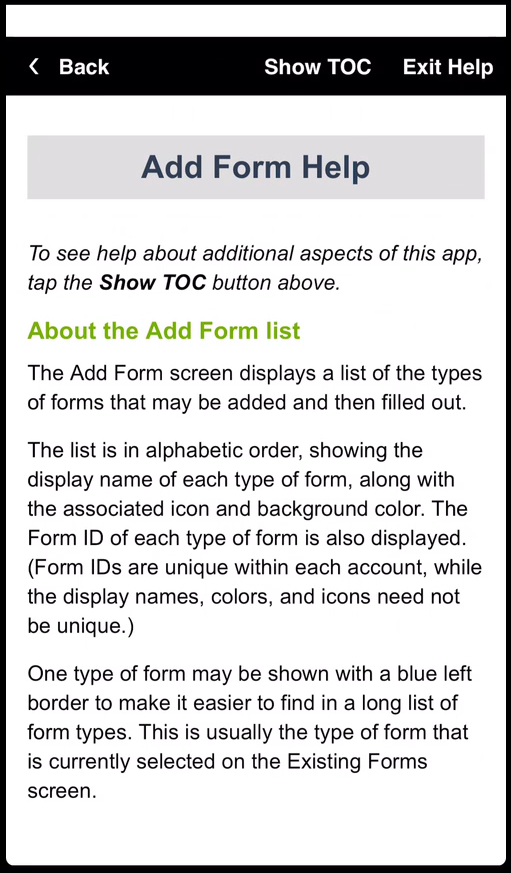 Back Show TOC Exit Help
Add Form Help
To see help about additional aspects of this app,
tap the Show TOC button above.
About the Add Form list
The Add Form screen displays a list of the types
of forms that may be added and then filled out.
The list is in alphabetic order, showing the
display name of each type of form, along with
the associated icon and background color. The
Form ID of each type of form is also displayed.
(Form IDs are unique within each account, while
the display names, colors, and icons need not
be unique.)
One type of form may be shown with a blue left
border to make it easier to find in a long list of
form types. This is usually the type of form that
is currently selected on the Existing Forms
screen.